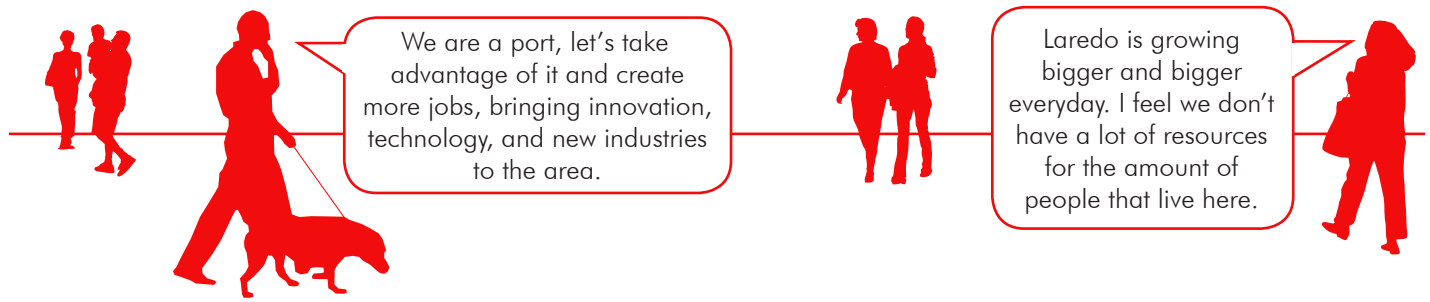 We are a port, let’s take
advantage of it and create
more jobs, bringing innovation,
technology, and new industries
to the area.
Laredo is growing
bigger and bigger
everyday. I feel we don’t
have a lot of resources
for the amount of
people that live here.